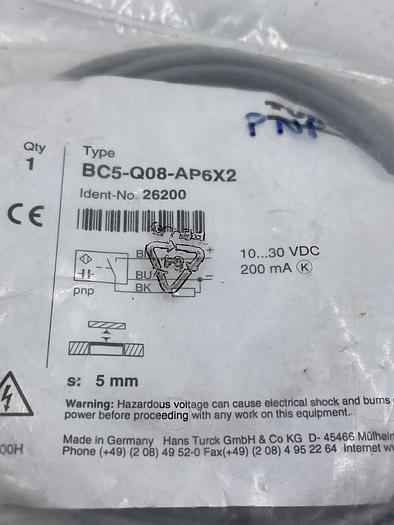 PNP
Qty
1
Type
BC5-Q08-AP6X2
Ident-No. 26200
CE
+
BU
BK
pnp
10...30 VDC
200 mA K
s: 5 mm
Warning: Hazardous voltage can cause electrical shock and burns
power before proceeding with any work on this equipment.
Made in Germany Hans Turck GmbH & Co KG D- 45466 Mülheim
Phone (+49) (2 08) 49 52-0 Fax(+49) (2 08) 4 95 22 64 Internet
00H